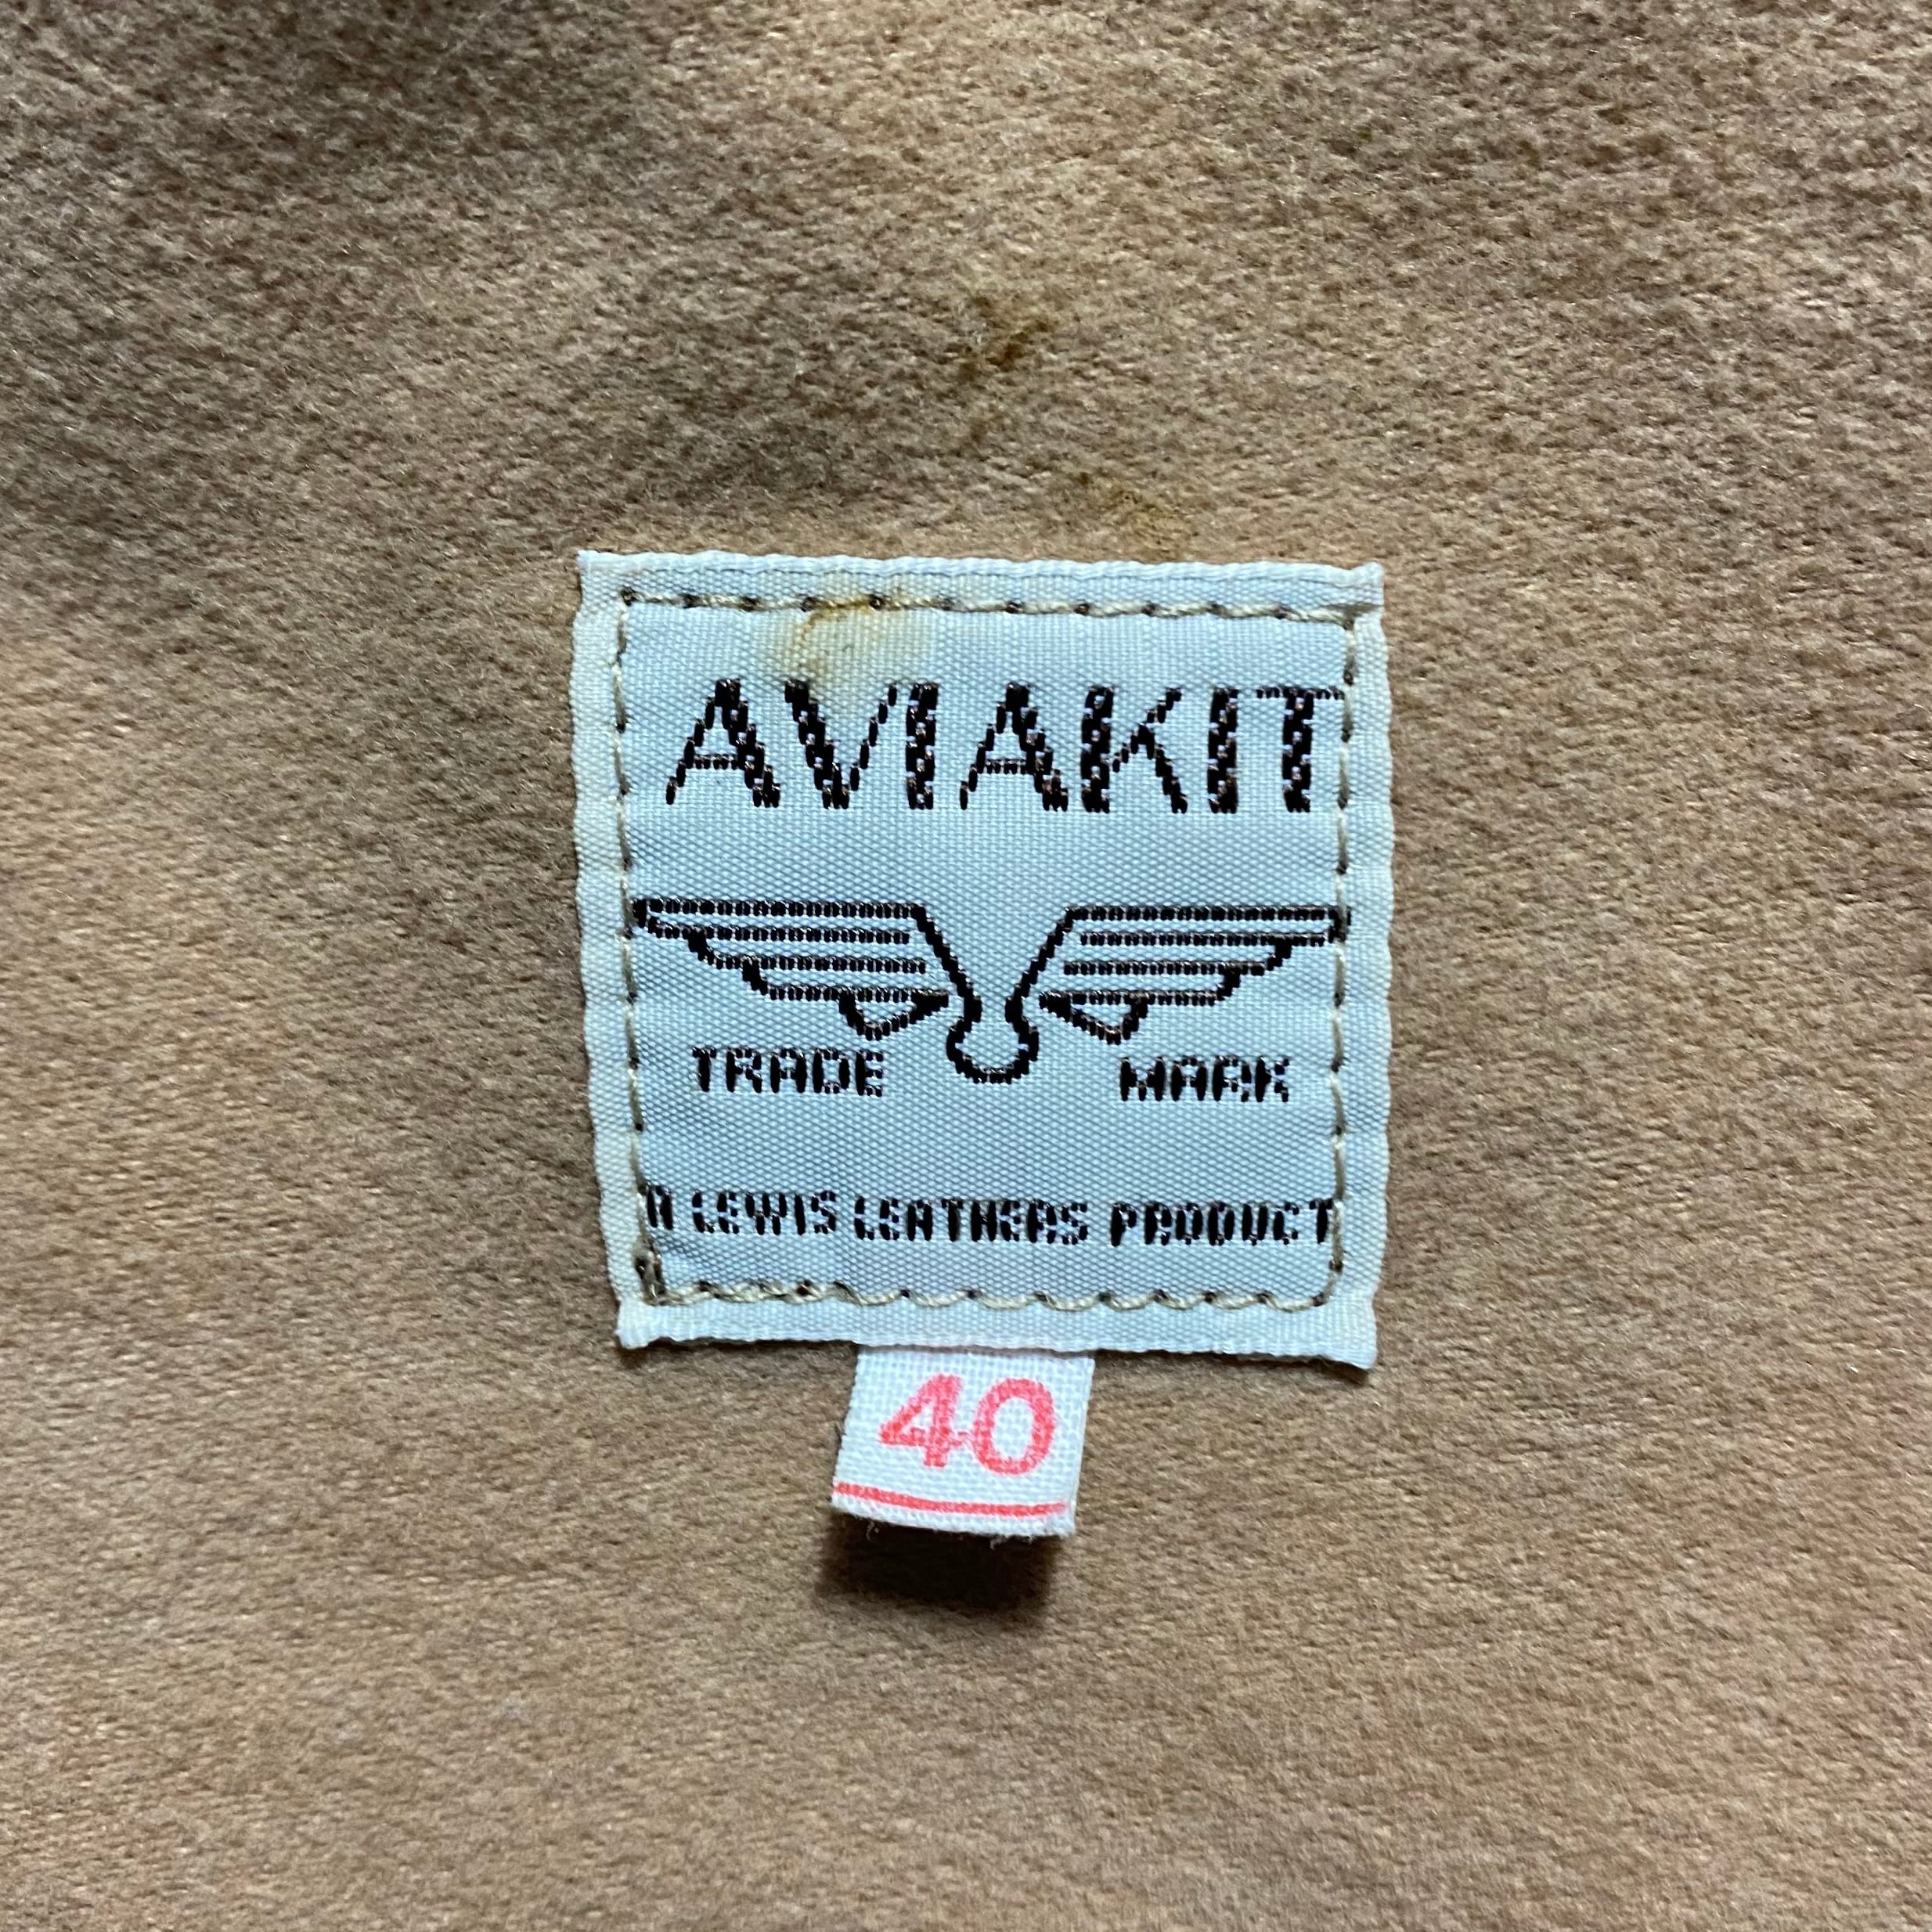 AVIAKIT
TRADE MARK
A LEWIS LEATHERS PRODUCT
40